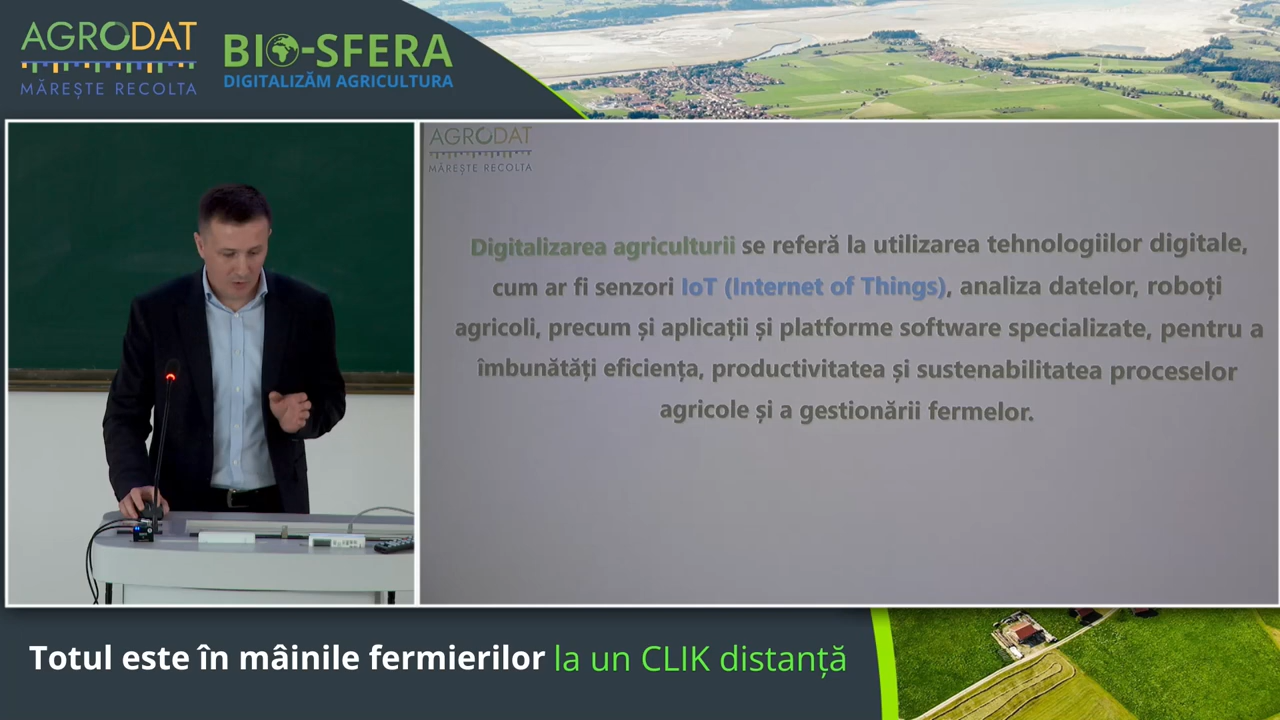 AGRODAT
MĂREȘTE RECOLTA
BIO-SFERA
DIGITALIZĂM AGRICULTURA
AGRODAT
MĂREȘTE RECOLTA
Digitalizarea agriculturii se referă la utilizarea tehnologiilor digitale,
cum ar fi senzori IoT (Internet of Things), analiza datelor, roboți
agricoli, precum și aplicații și platforme software specializate, pentru a
îmbunătăți eficiența, productivitatea și sustenabilitatea proceselor
agricole și a gestionării fermelor.
Totul este în mâinile fermierilor la un CLIK distanță